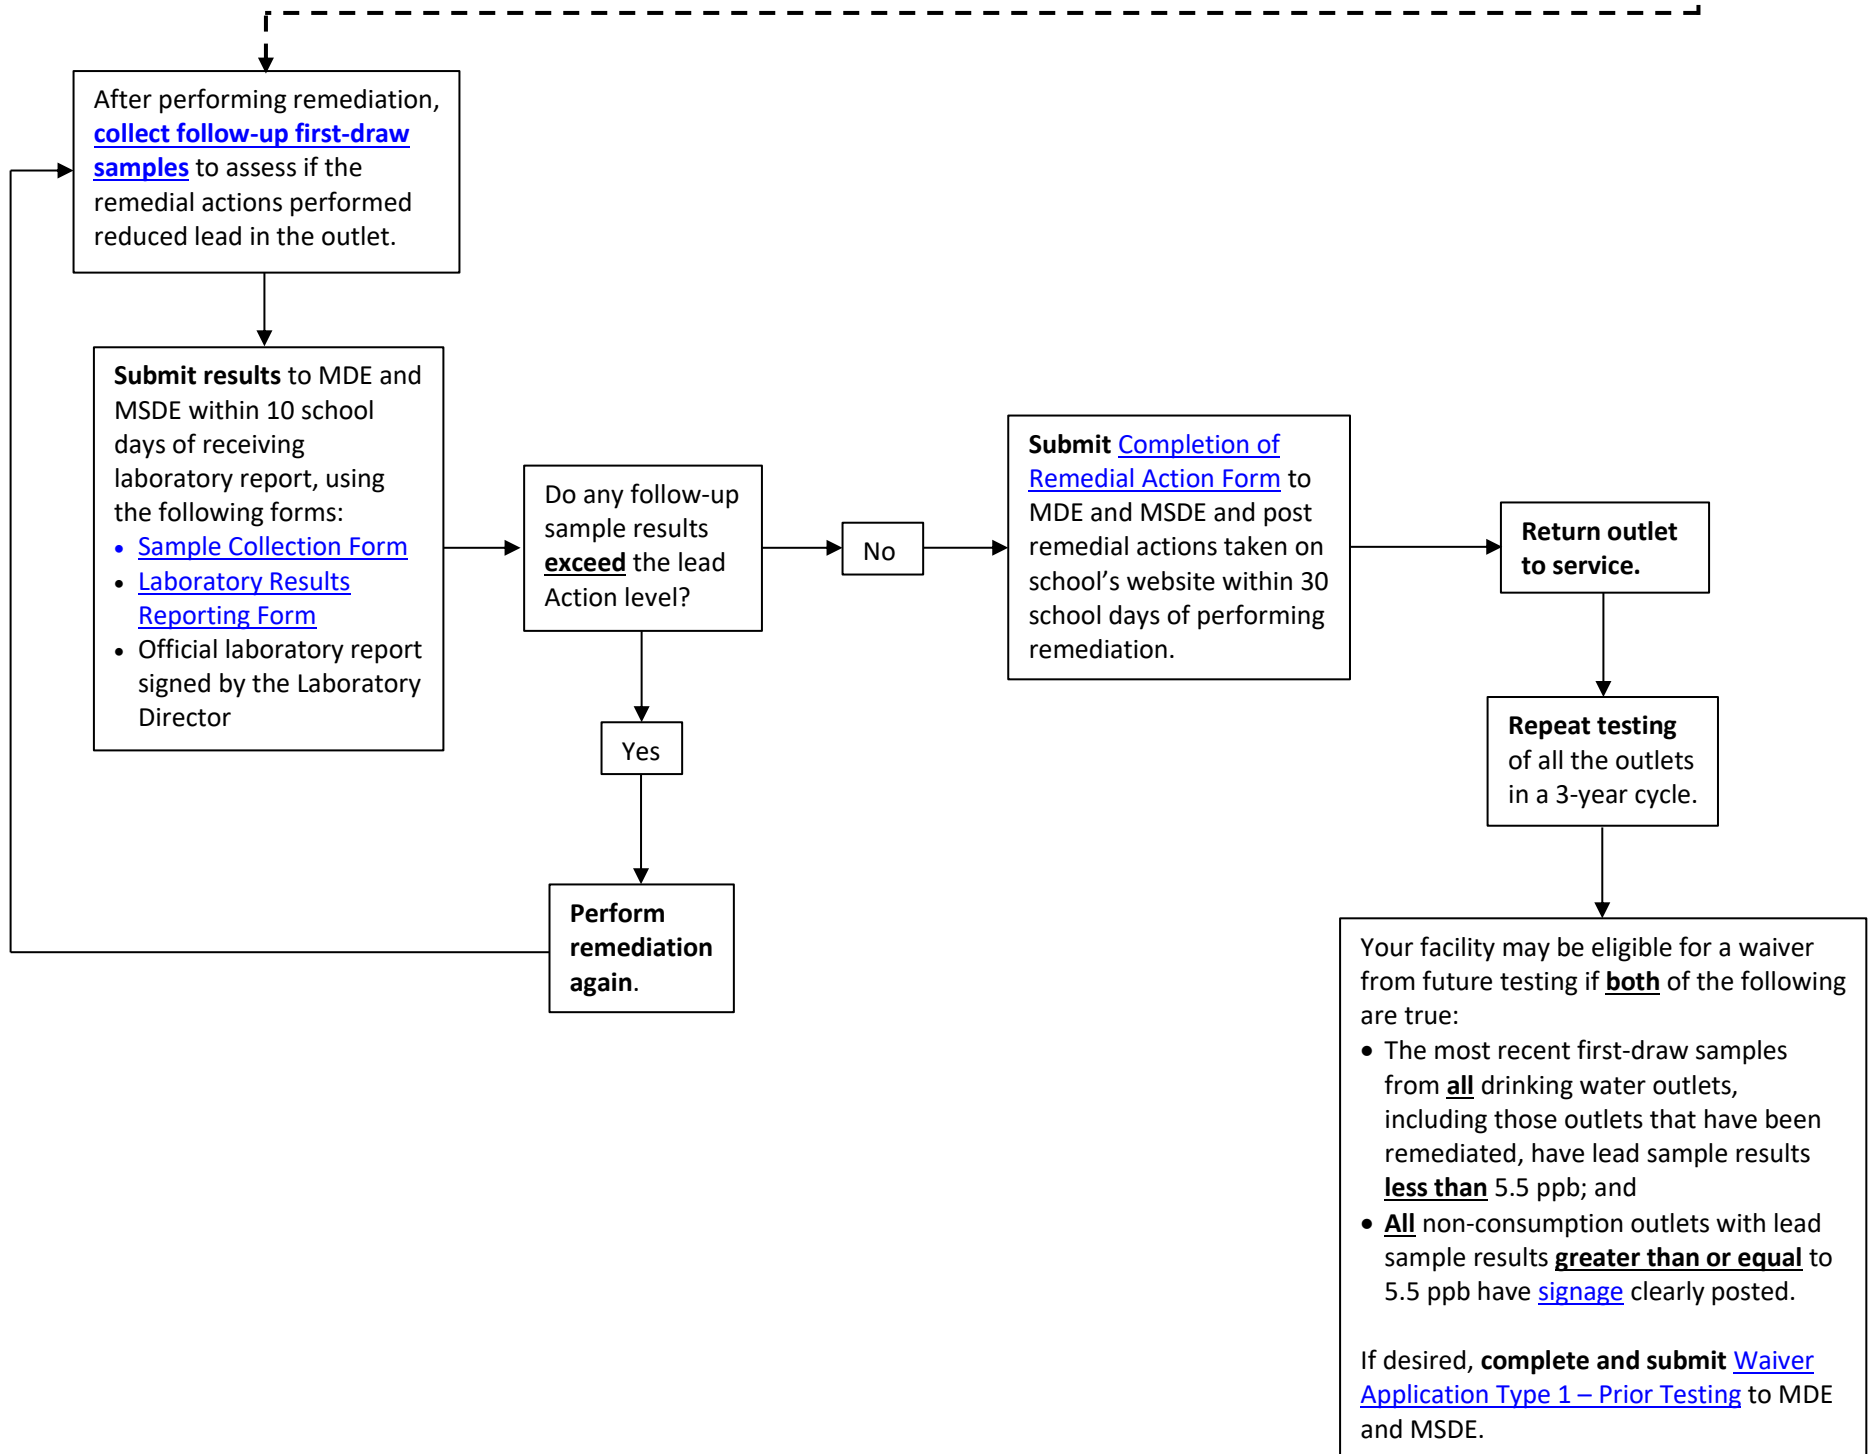 After performing remediation,
collect follow-up first-draw
samples to assess if the
remedial actions performed
reduced lead in the outlet.
Submit results to MDE and
MSDE within 10 school
days of receiving
laboratory report, using
the following forms:
• Sample Collection Form
• Laboratory Results
Reporting Form
• Official laboratory report
signed by the Laboratory
Director
Do any follow-up
sample results
exceed the lead
Action level?
No
Yes
Perform
remediation
again.
Submit Completion of
Remedial Action Form to
MDE and MSDE and post
remedial actions taken on
school’s website within 30
school days of performing
remediation.
Return outlet
to service.
Repeat testing
of all the outlets
in a 3-year cycle.
Your facility may be eligible for a waiver
from future testing if both of the following
are true:
• The most recent first-draw samples
from all drinking water outlets,
including those outlets that have been
remediated, have lead sample results
less than 5.5 ppb; and
• All non-consumption outlets with lead
sample results greater than or equal to
5.5 ppb have signage clearly posted.
If desired, complete and submit Waiver
Application Type 1 – Prior Testing to MDE
and MSDE.